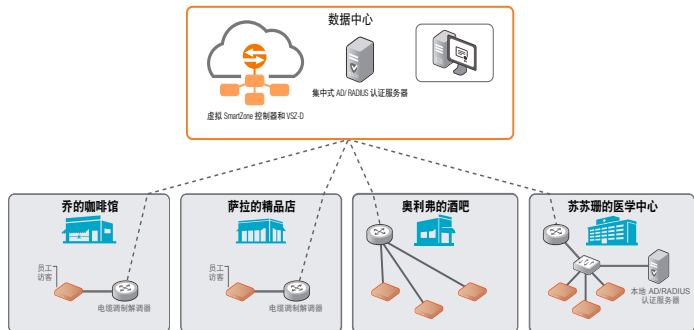 数据中心
集中式 AD/ RADIUS 认证服务器
虚拟 SmartZone 控制器和 VSZ-D
乔的咖啡馆
萨拉的精品店
奥利弗的酒吧
苏苏珊的医学中心
员工
访客
电缆调制解调器
员工
访客
电缆调制解调器
本地 AD/RADIUS
认证服务器